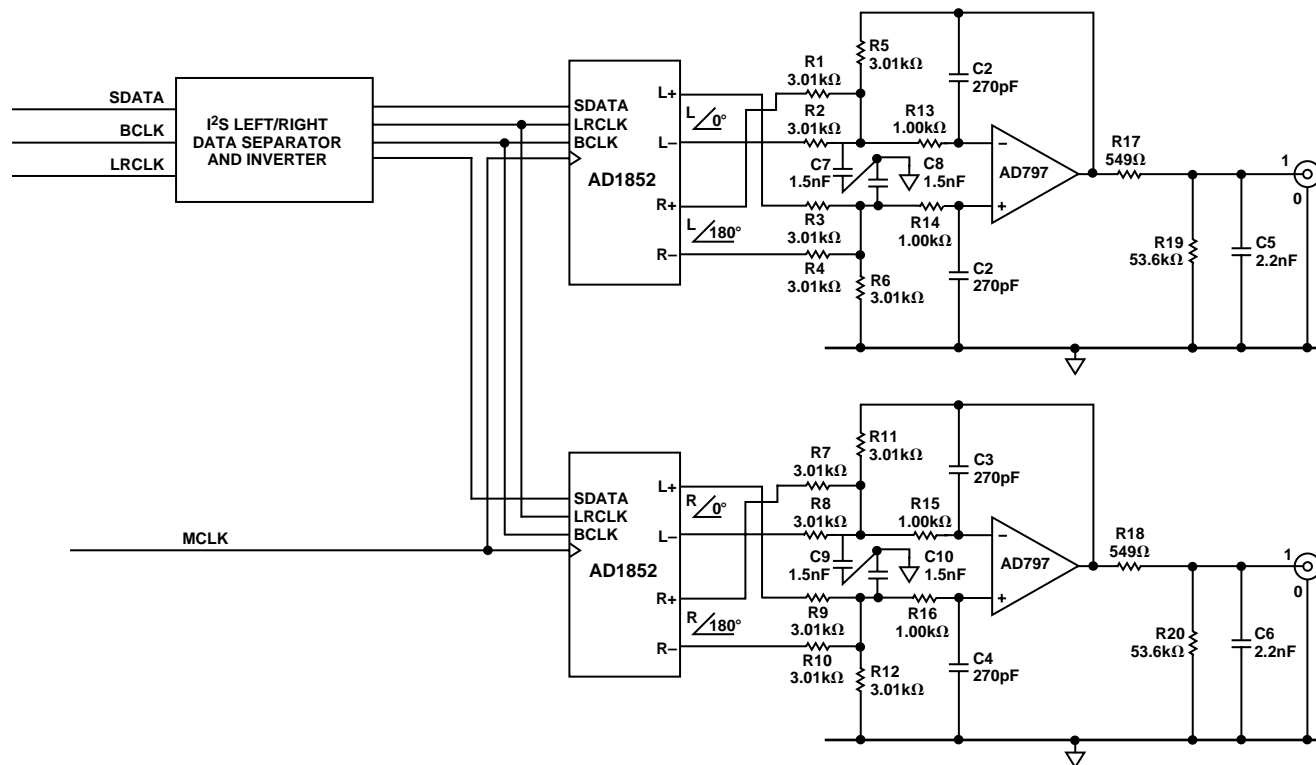 SDATA
BCLK
LRCLK
I²S LEFT/RIGHT
DATA SEPARATOR
AND INVERTER
MCLK
SDATA
LRCLK
BCLK
AD1852
L+
L–
R+
R–
L 0°
L 180°
R1
3.01kΩ
R2
3.01kΩ
R3
3.01kΩ
R4
3.01kΩ
R5
3.01kΩ
R6
3.01kΩ
C7
1.5nF
C8
1.5nF
R13
1.00kΩ
R14
1.00kΩ
C2
270pF
C2
270pF
–
+
AD797
R17
549Ω
R19
53.6kΩ
C5
2.2nF
1
0
SDATA
LRCLK
BCLK
AD1852
L+
L–
R+
R–
R 0°
R 180°
R7
3.01kΩ
R8
3.01kΩ
R9
3.01kΩ
R10
3.01kΩ
R11
3.01kΩ
R12
3.01kΩ
C9
1.5nF
C10
1.5nF
R15
1.00kΩ
R16
1.00kΩ
C3
270pF
C4
270pF
–
+
AD797
R18
549Ω
R20
53.6kΩ
C6
2.2nF
1
0